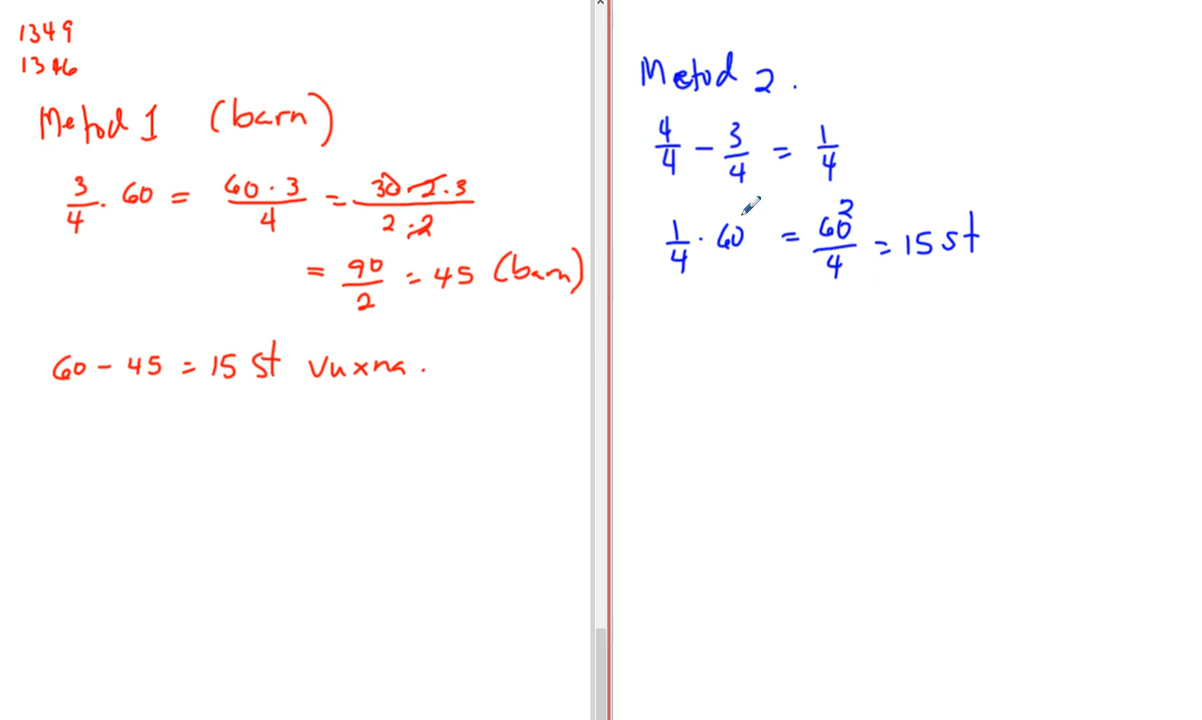 1349
1346
Metod 1 (barn)
3/4 · 60 = 60 · 3/4 = 30 · 2 · 3/2 · 2
= 90/2 = 45 (barn)
60 - 45 = 15 st vuxna.
Metod 2.
4/4 - 3/4 = 1/4
1/4 · 60 = 60/4 = 15 st